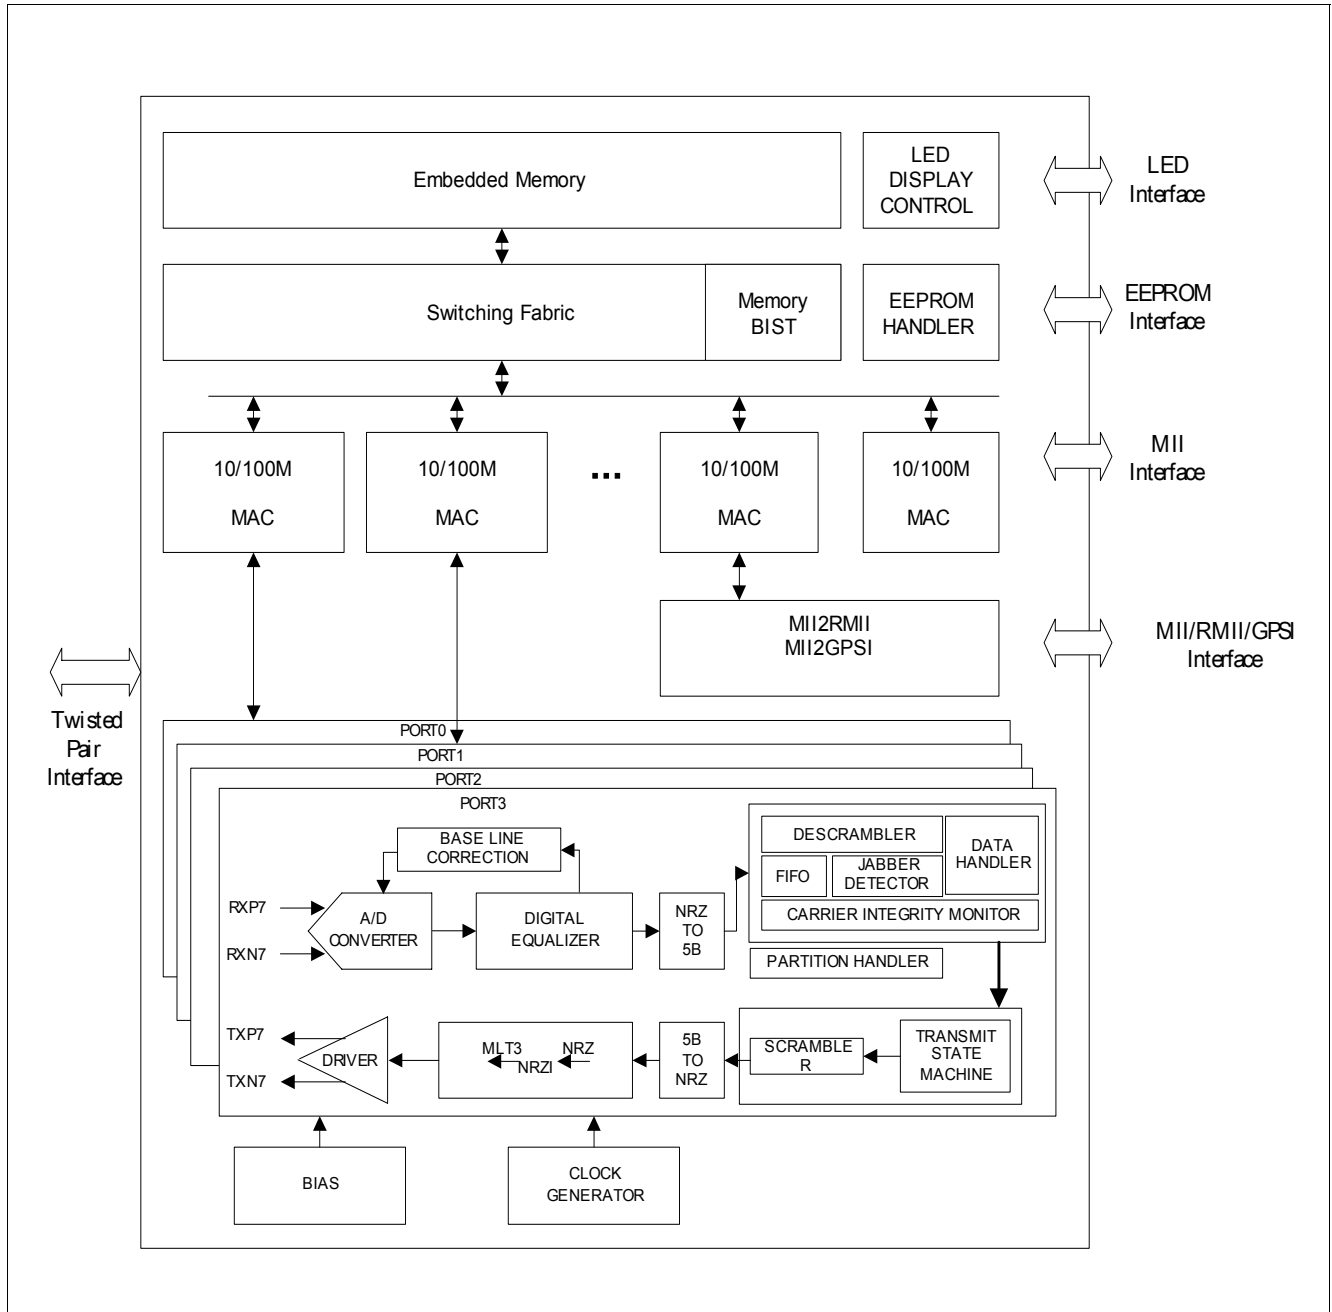 Embedded Memory
LED
DISPLAY
CONTROL
LED
Interface
Switching Fabric
Memory
BIST
EEPROM
HANDLER
EEPROM
Interface
10/100M
MAC
10/100M
MAC
...
10/100M
MAC
10/100M
MAC
MII
Interface
MII2RMII
MII2GPSI
MII/RMII/GPSI
Interface
Twisted
Pair
Interface
PORT0
PORT1
PORT2
PORT3
BASE LINE
CORRECTION
RXP7
RXN7
A/D
CONVERTER
DIGITAL
EQUALIZER
NRZ
TO
5B
DESCRAMBLER
FIFO
JABBER
DETECTOR
DATA
HANDLER
CARRIER INTEGRITY MONITOR
PARTITION HANDLER
TXP7
TXN7
DRIVER
MLT3
NRZI
NRZ
5B
TO
NRZ
SCRAMBLE
R
TRANSMIT
STATE
MACHINE
BIAS
CLOCK
GENERATOR